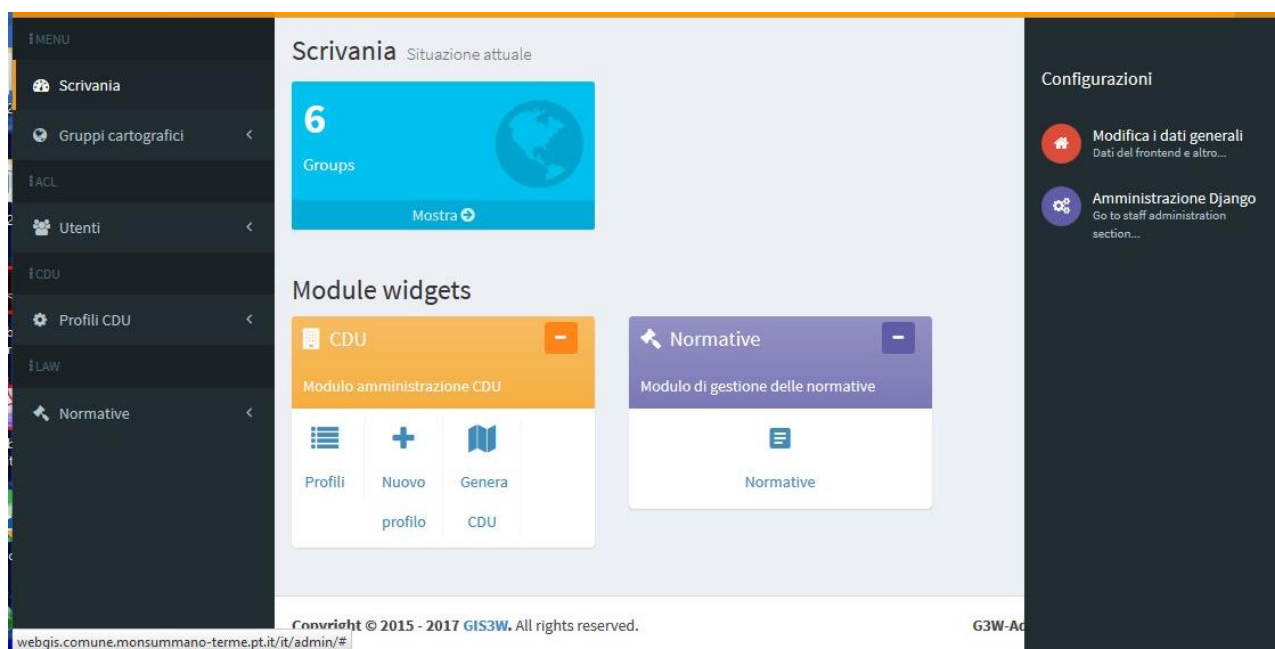 MENU
Scrivania
Gruppi cartografici
ACL
Utenti
CDU
Profili CDU
LAW
Normative
Scrivania Situazione attuale
6
Groups
Mostra
Module widgets
CDU
Modulo amministrazione CDU
Profili
Nuovo
profilo
Genera
CDU
Normative
Modulo di gestione delle normative
Normative
Copyright © 2015 - 2017 GIS3W. All rights reserved.
G3W-Ad
webgis.comune.monsummano-terme.pt.it/it/admin/#
Configurazioni
Modifica i dati generali
Dati del frontend e altro...
Amministrazione Django
Go to staff administration
section...